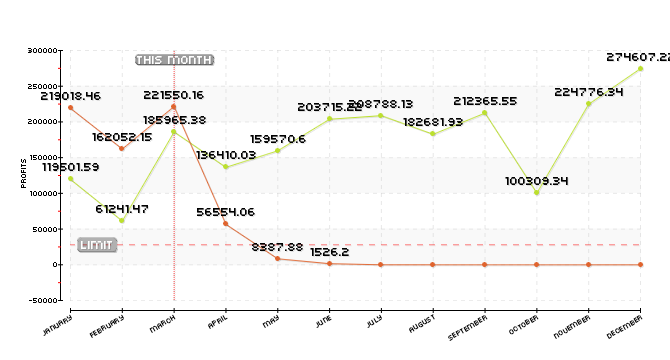 300000
THIS MONTH
274607.22
250000
219018.46
221550.16
224776.34
203715.22
208788.13
212365.55
200000
185965.38
182681.93
162052.15
159570.6
150000
136410.03
119501.59
100309.34
100000
61241.47
56554.06
50000
LIMIT
8387.88
1526.2
0
-50000
PROFITS
JANUARY
FEBRUARY
MARCH
APRIL
MAY
JUNE
JULY
AUGUST
SEPTEMBER
OCTOBER
NOVEMBER
DECEMBER